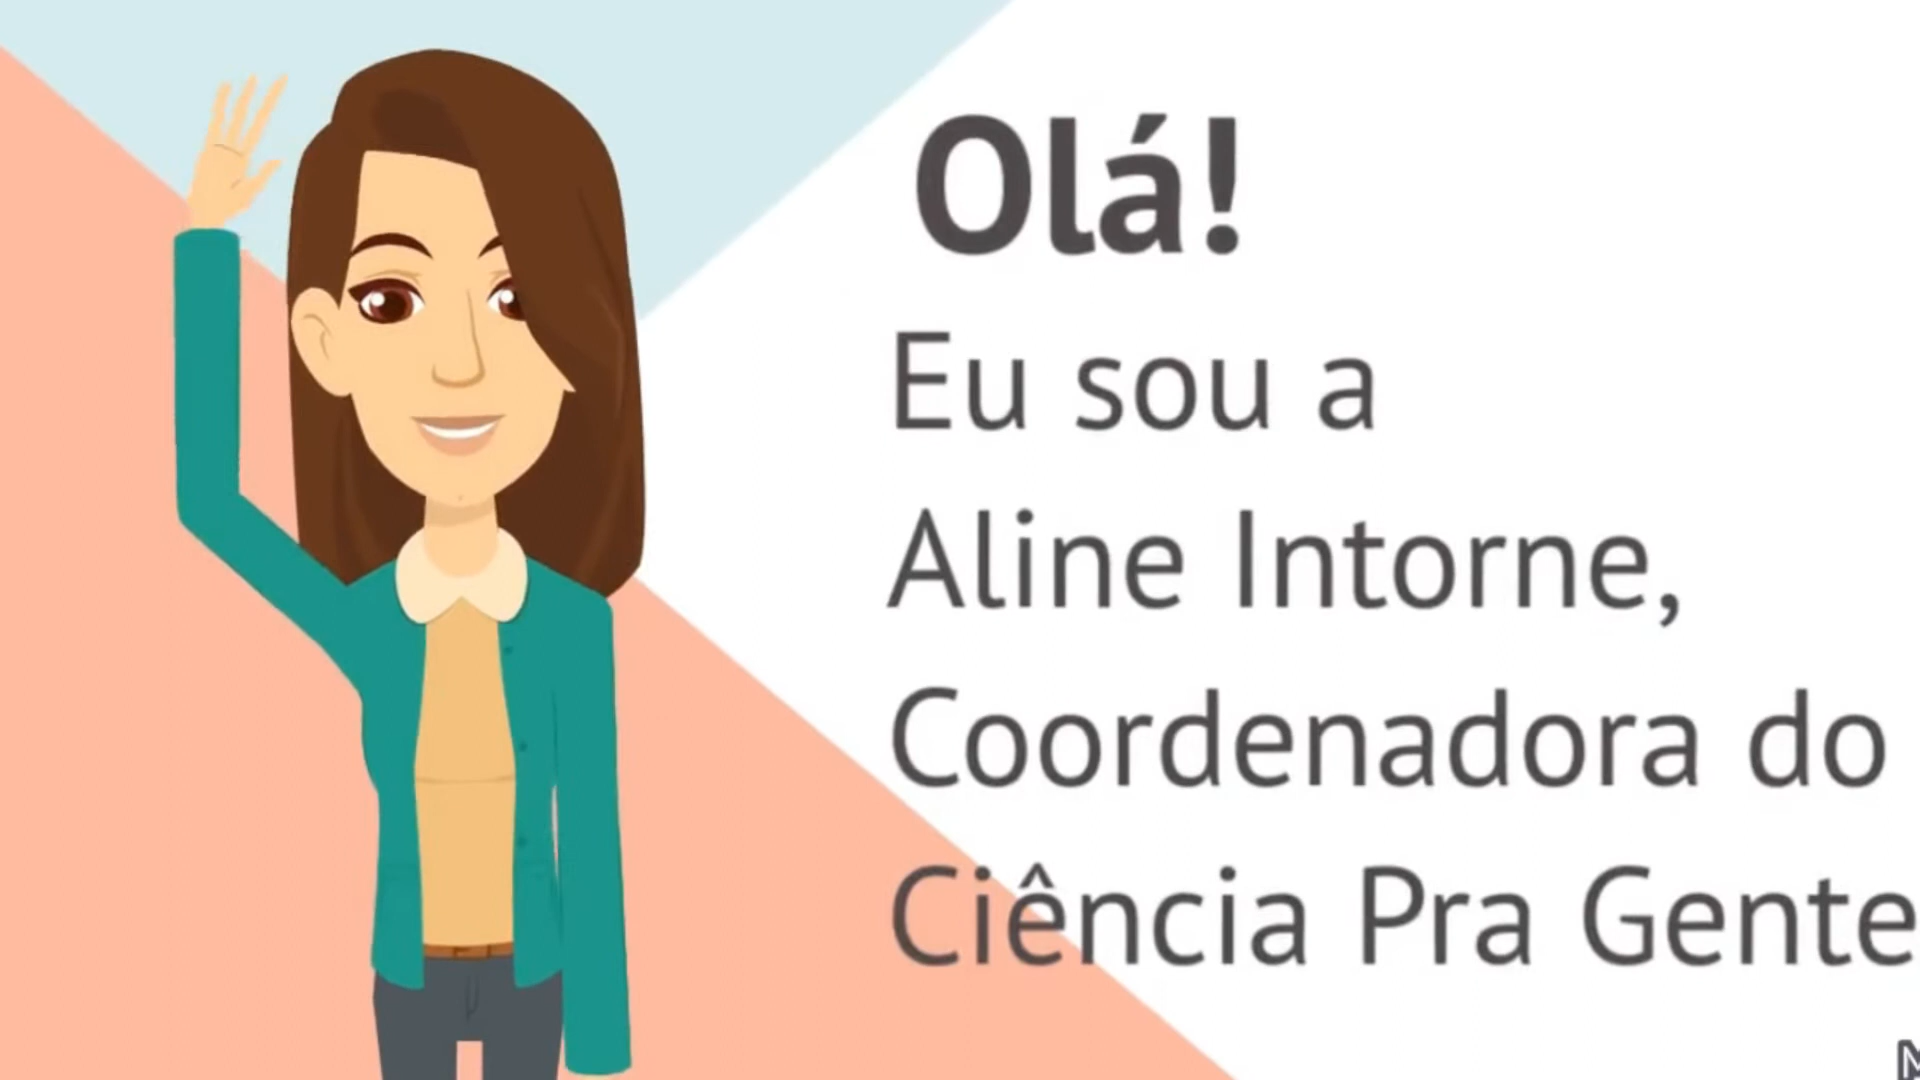 Olá!
Eu sou a
Aline Intorne,
Coordenadora do
Ciência Pra Gente